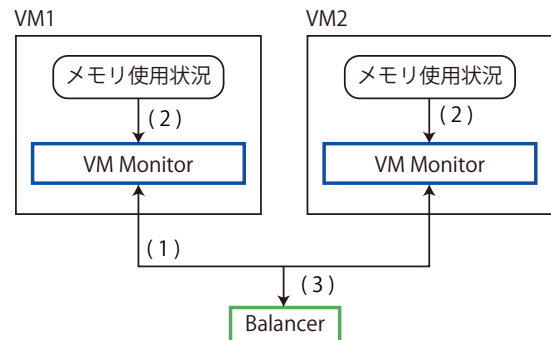 VM1
VM2
メモリ使用状況
メモリ使用状況
( 2 )
( 2 )
VM Monitor
VM Monitor
( 1 )
( 3 )
Balancer